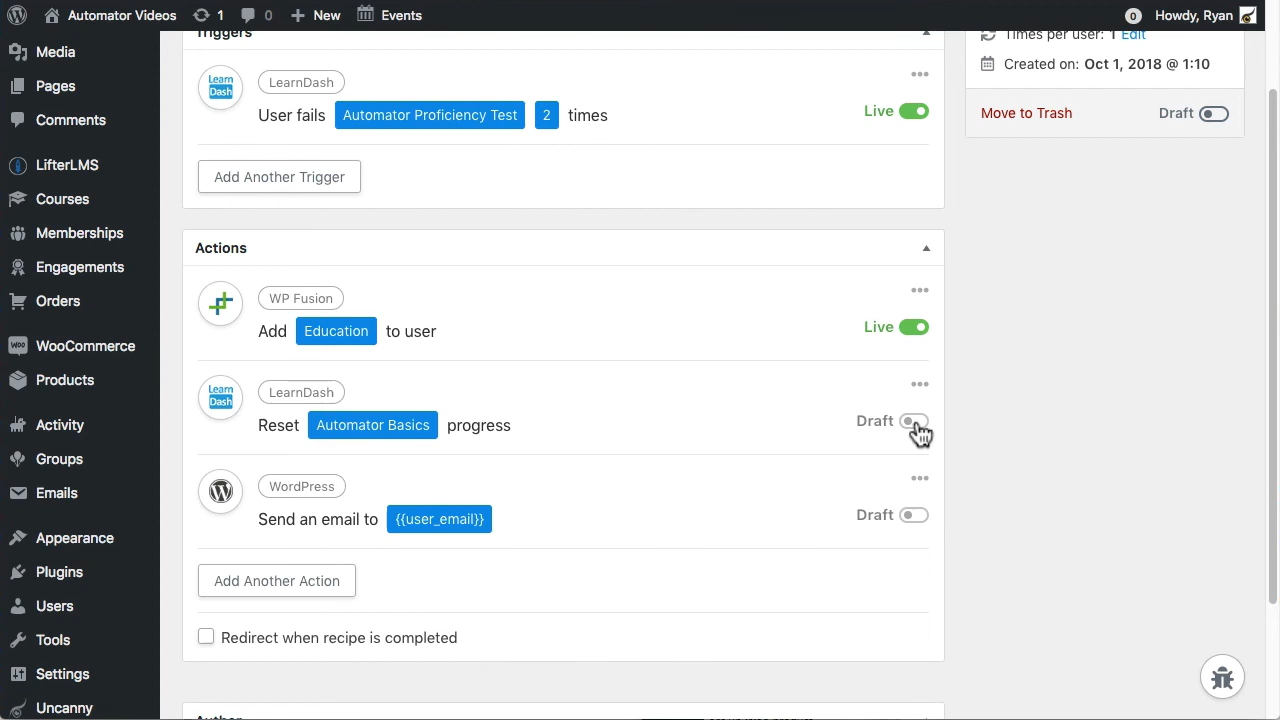 Automator Videos 1 0 New Events 0 Howdy, Ryan
Media
Pages
Comments
LifterLMS
Courses
Memberships
Engagements
Orders
WooCommerce
Products
Activity
Groups
Emails
Appearance
Plugins
Users
Tools
Settings
Uncanny
Triggers
Learn
Dash
LearnDash
User fails Automator Proficiency Test 2 times
Live
Add Another Trigger
Actions
WP Fusion
Add Education to user
Live
Learn
Dash
LearnDash
Reset Automator Basics progress
Draft
WordPress
Send an email to {{user_email}}
Draft
Add Another Action
Redirect when recipe is completed
Times per user: 1 Edit
Created on: Oct 1, 2018 @ 1:10
Move to Trash Draft